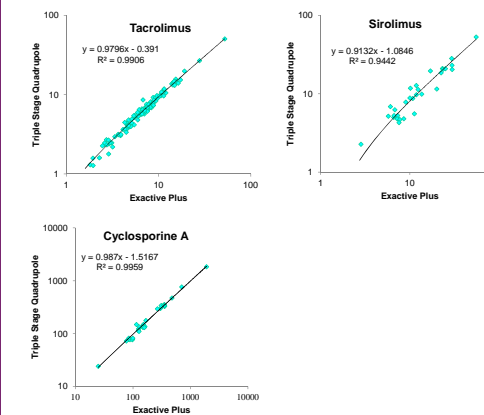 Tacrolimus
y = 0.9796x - 0.391
R² = 0.9906
Triple Stage Quadrupole
100
10
1
1
10
100
Exactive Plus
Sirolimus
y = 0.9132x - 1.0846
R² = 0.9442
Triple Stage Quadrupole
100
10
1
1
10
Exactive Plus
Cyclosporine A
y = 0.987x - 1.5167
R² = 0.9959
Triple Stage Quadrupole
10000
1000
100
10
10
100
1000
10000
Exactive Plus